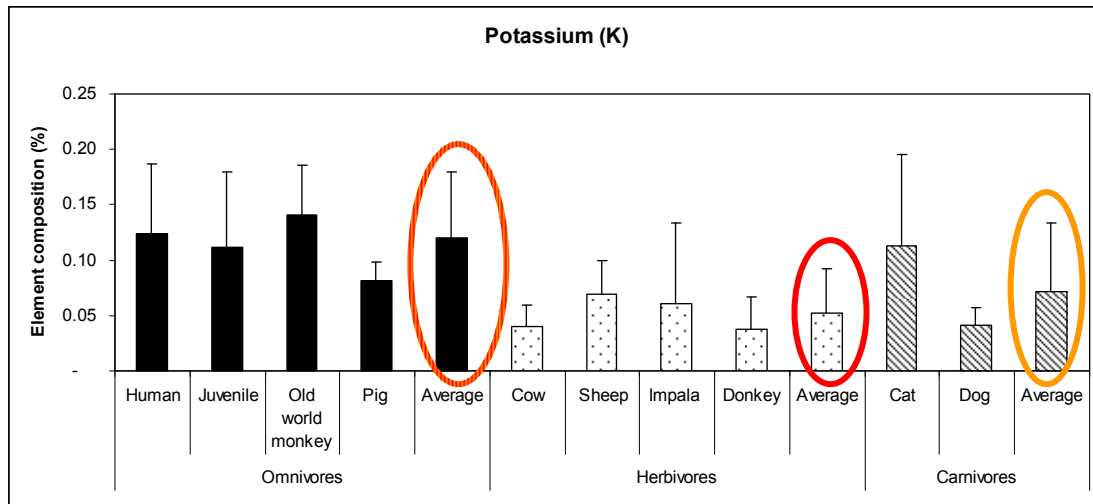 Potassium (K)
Element composition (%)
0.25
0.20
0.15
0.10
0.05
-
Human Juvenile Old world monkey Pig Average Cow Sheep Impala Donkey Average Cat Dog Average
Omnivores Herbivores Carnivores